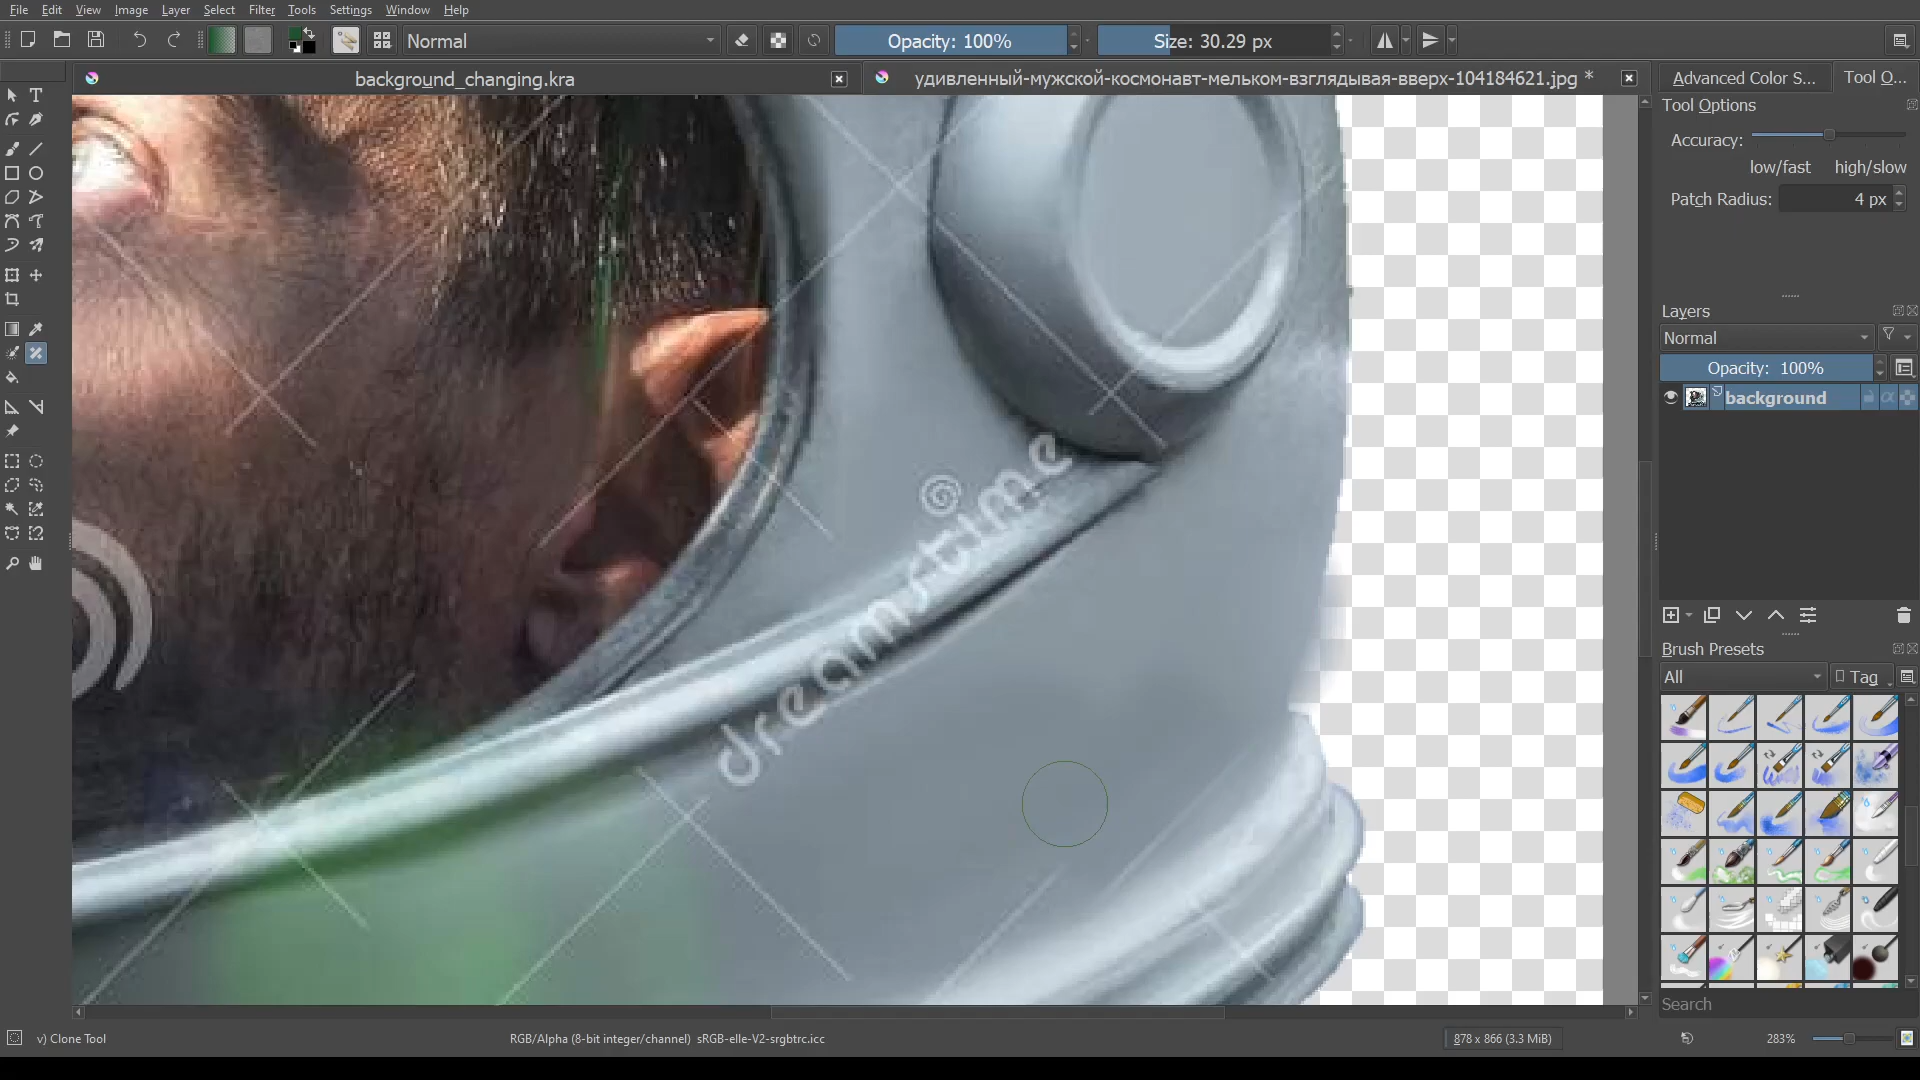 File Edit View Image Layer Select Filter Tools Settings Window Help
Normal
Opacity: 100%
Size: 30.29 px
background_changing.kra
удивленный-мужской-космонавт-мельком-взглядывая-вверх-104184621.jpg *
Advanced Color S...
Tool O...
Tool Options
Accuracy:
low/fast high/slow
Patch Radius: 4 px
Layers
Normal
Opacity: 100%
background
Brush Presets
All
Tag
Search
dreamstime
v) Clone Tool
RGB/Alpha (8-bit integer/channel) sRGB-elle-V2-srgbtrc.icc
878 x 866 (3.3 MiB)
283%